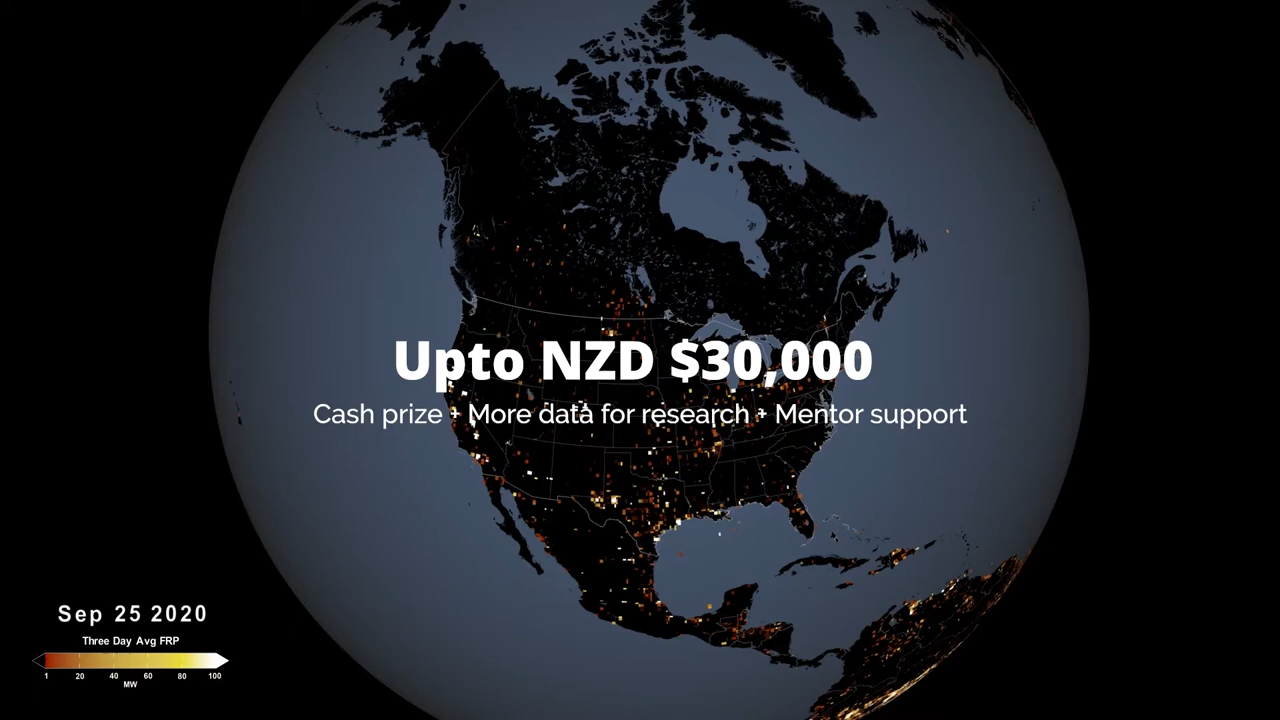 Upto NZD $30,000
Cash prize + More data for research + Mentor support
Sep 25 2020
Three Day Avg FRP
1 20 40 60 80 100
MW